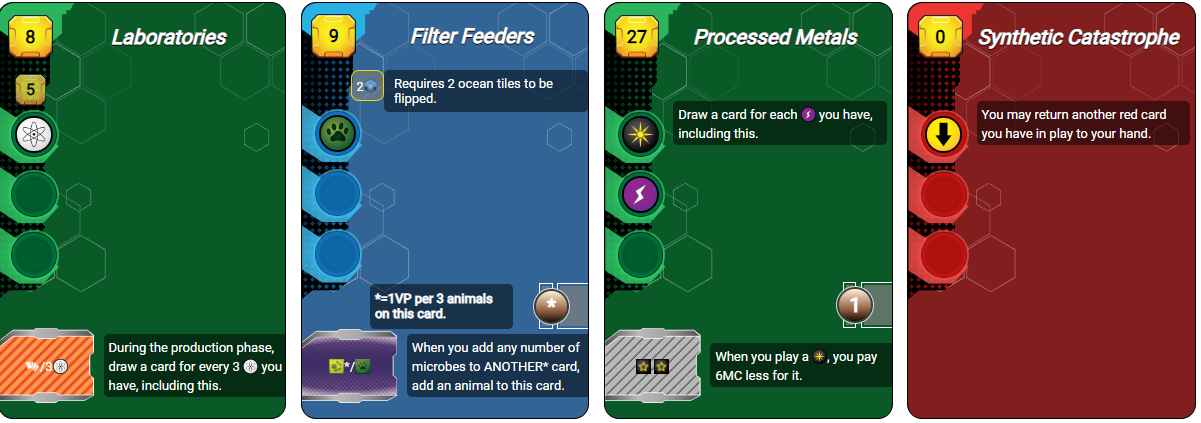 8
Laboratories
5
During the production phase,
draw a card for every 3 you
have, including this.
/3
9
Filter Feeders
2
Requires 2 ocean tiles to be
flipped.
*=1VP per 3 animals
on this card.
*
*/
When you add any number of
microbes to ANOTHER* card,
add an animal to this card.
27
Processed Metals
Draw a card for each you have,
including this.
1
When you play a , you pay
6MC less for it.
0
Synthetic Catastrophe
You may return another red card
you have in play to your hand.